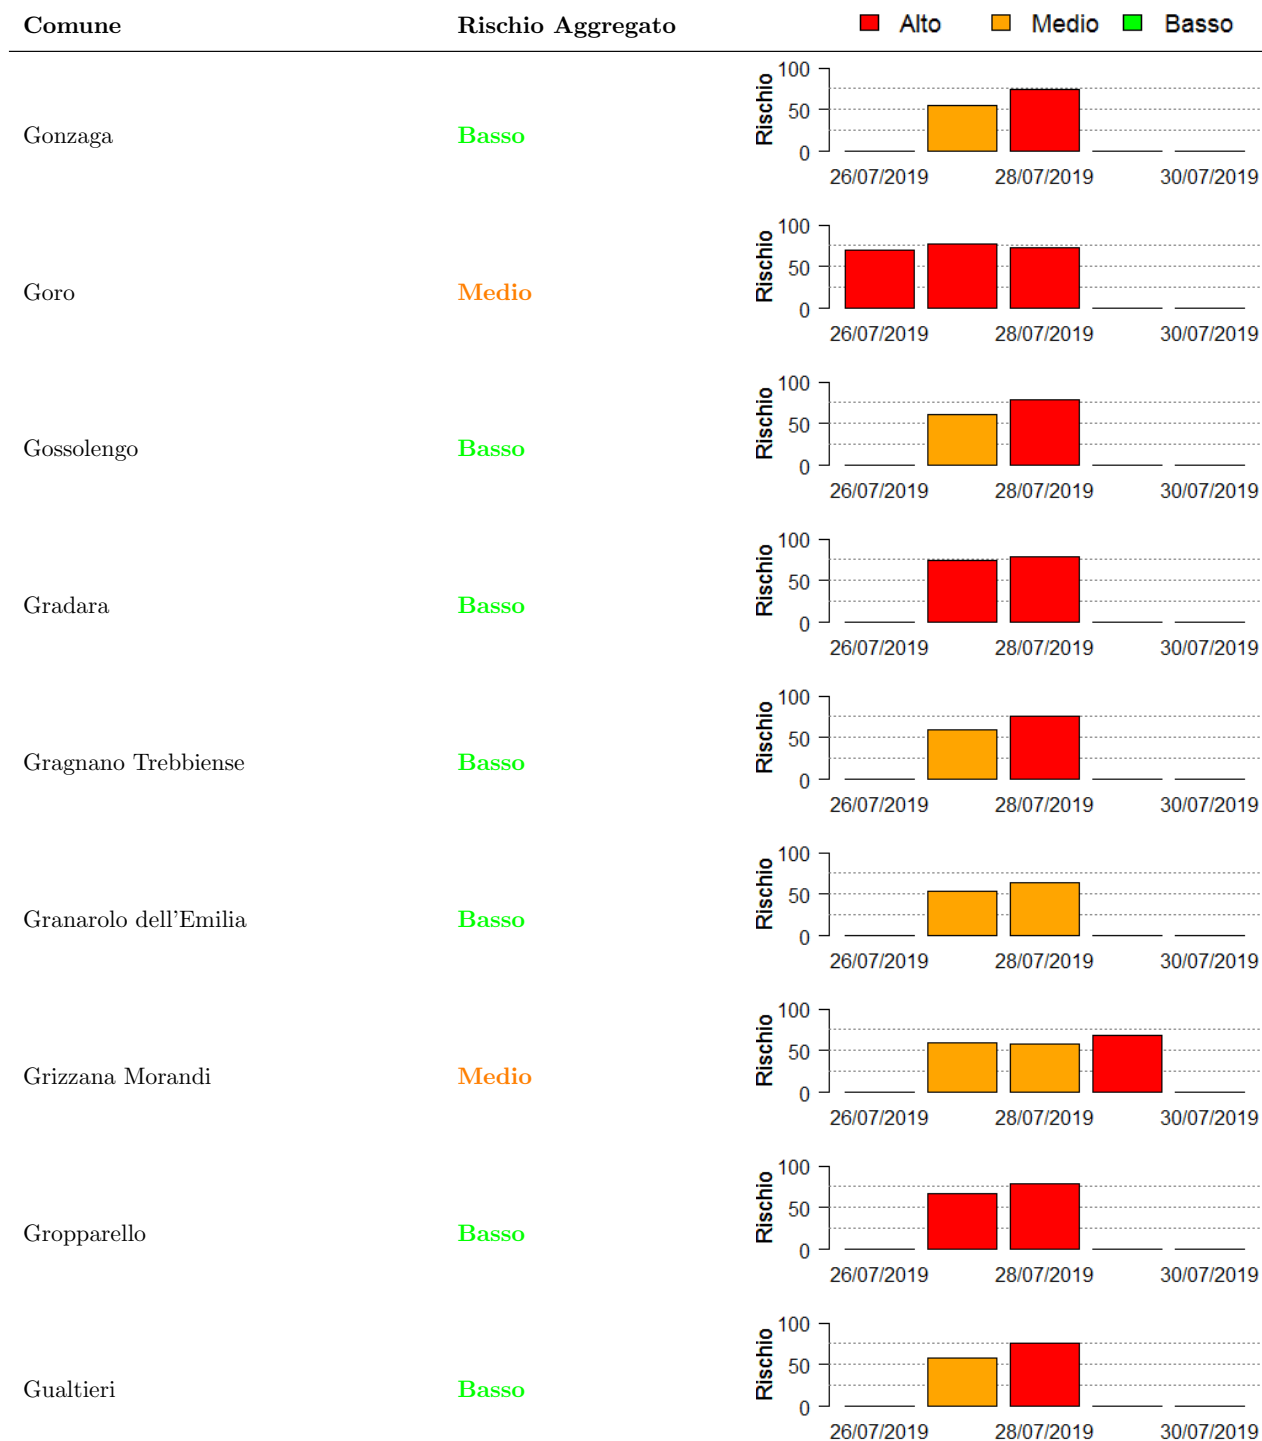 Comune Rischio Aggregato Alto Medio Basso
Gonzaga Basso Rischio 100 50 0
26/07/2019 28/07/2019 30/07/2019
Goro Medio Rischio 100 50 0
26/07/2019 28/07/2019 30/07/2019
Gossolengo Basso Rischio 100 50 0
26/07/2019 28/07/2019 30/07/2019
Gradara Basso Rischio 100 50 0
26/07/2019 28/07/2019 30/07/2019
Gragnano Trebbiense Basso Rischio 100 50 0
26/07/2019 28/07/2019 30/07/2019
Granarolo dell'Emilia Basso Rischio 100 50 0
26/07/2019 28/07/2019 30/07/2019
Grizzana Morandi Medio Rischio 100 50 0
26/07/2019 28/07/2019 30/07/2019
Gropparello Basso Rischio 100 50 0
26/07/2019 28/07/2019 30/07/2019
Gualtieri Basso Rischio 100 50 0
26/07/2019 28/07/2019 30/07/2019